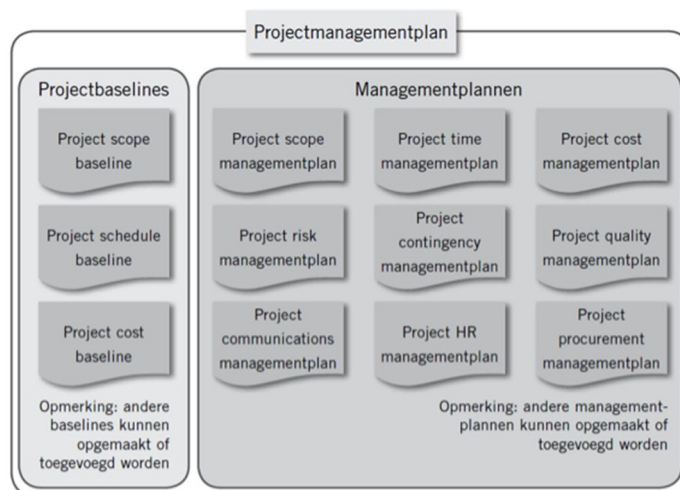 Projectmanagementplan
Projectbaselines
Project scope
baseline
Project schedule
baseline
Project cost
baseline
Opmerking: andere
baselines kunnen
opgemaakt of
toegevoegd worden
Managementplannen
Project scope
managementplan
Project time
managementplan
Project cost
managementplan
Project risk
managementplan
Project
contingency
managementplan
Project quality
managementplan
Project
communications
managementplan
Project HR
managementplan
Project
procurement
managementplan
Opmerking: andere management-
plannen kunnen opgemaakt of
toegevoegd worden